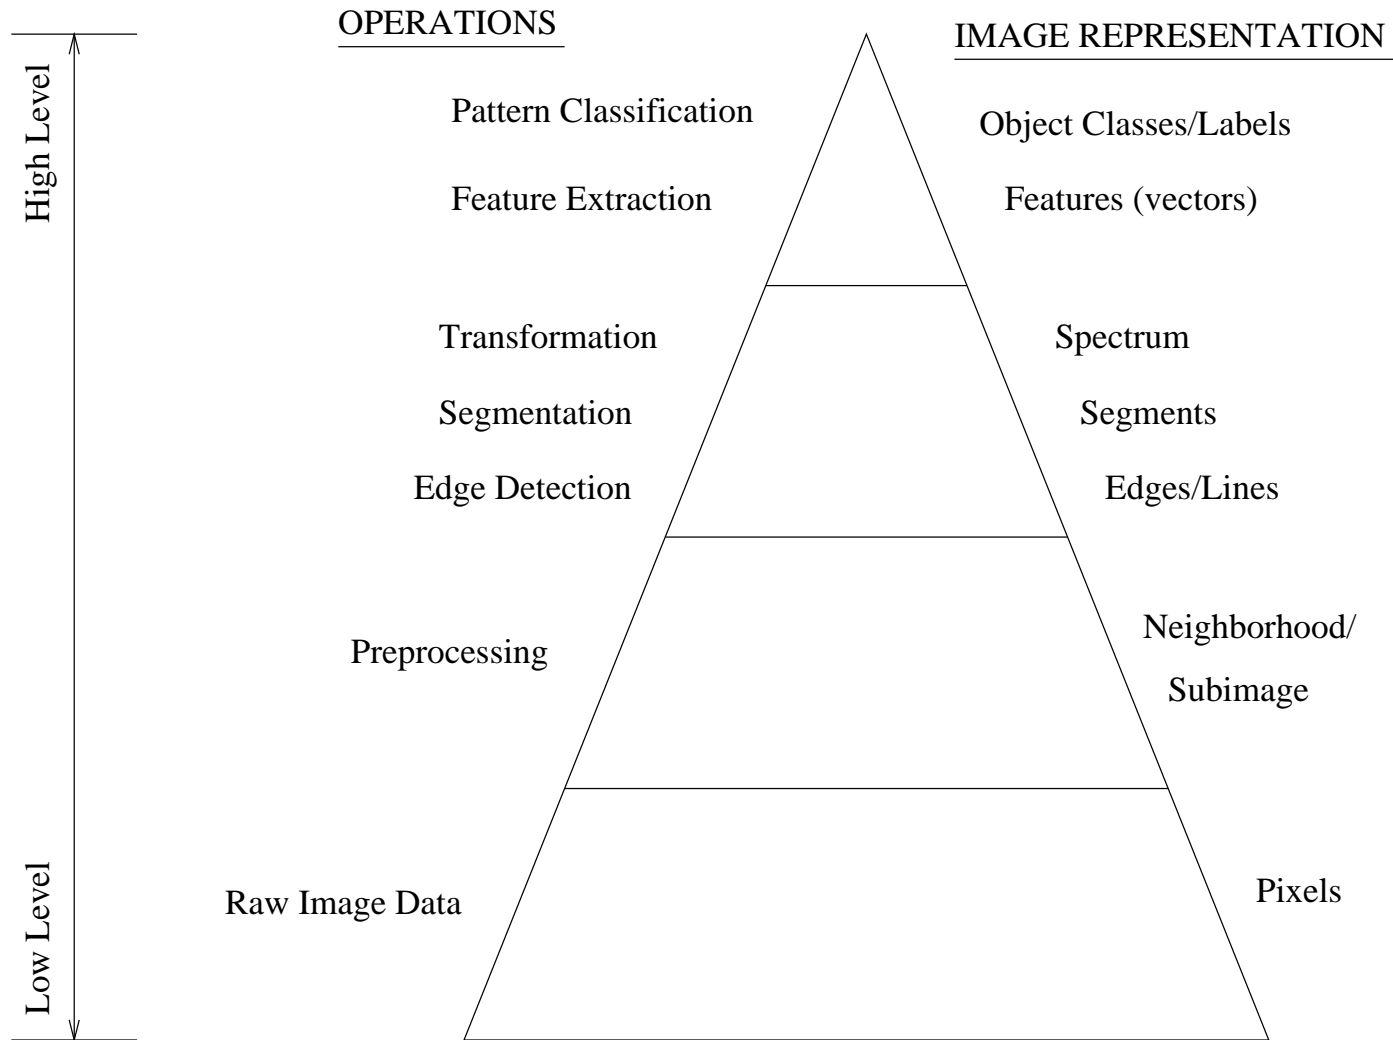 OPERATIONS
IMAGE REPRESENTATION
High Level
Pattern Classification
Object Classes/Labels
Feature Extraction
Features (vectors)
Transformation
Spectrum
Segmentation
Segments
Edge Detection
Edges/Lines
Preprocessing
Neighborhood/
Subimage
Low Level
Raw Image Data
Pixels